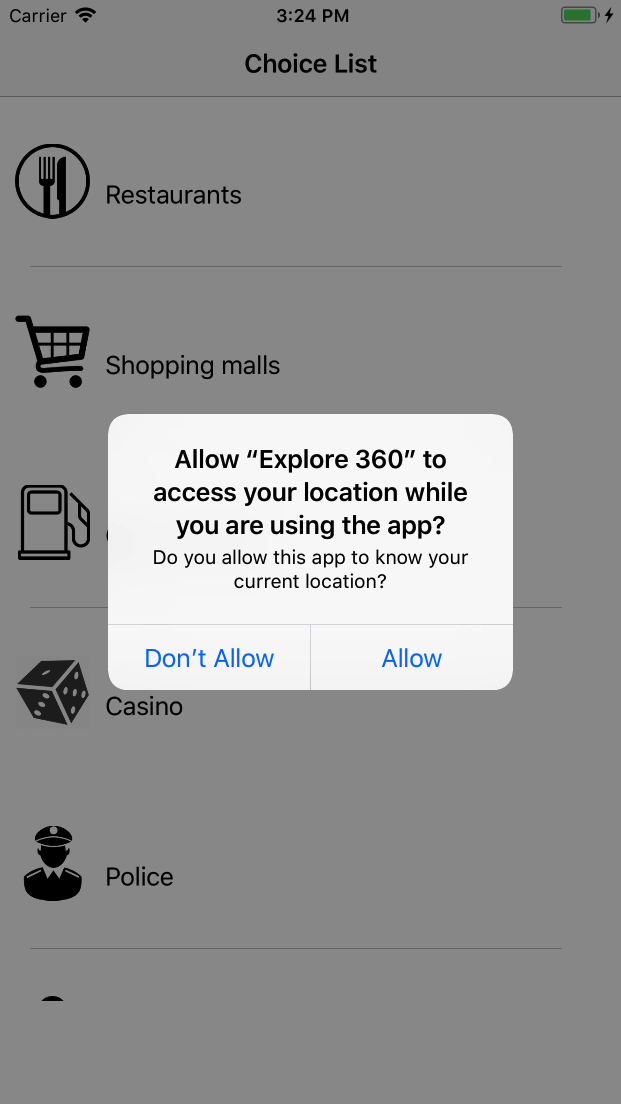 Carrier 3:24 PM
Choice List
Restaurants
Shopping malls
Allow “Explore 360” to
access your location while
you are using the app?
Do you allow this app to know your
current location?
Don’t Allow Allow
Casino
Police